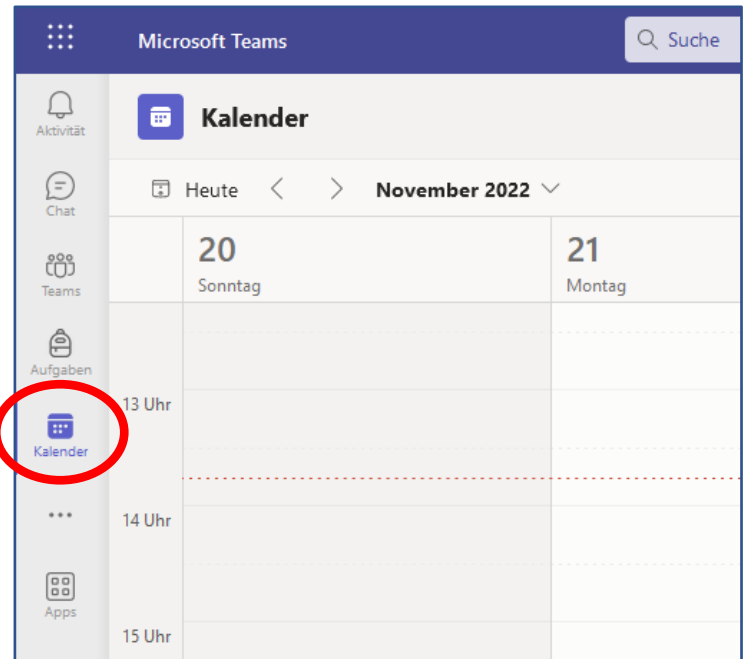 Microsoft Teams
Suche
Aktivität
Kalender
Chat
Heute
November 2022
Teams
20
21
Sonntag
Montag
Aufgaben
13 Uhr
Kalender
14 Uhr
Apps
15 Uhr